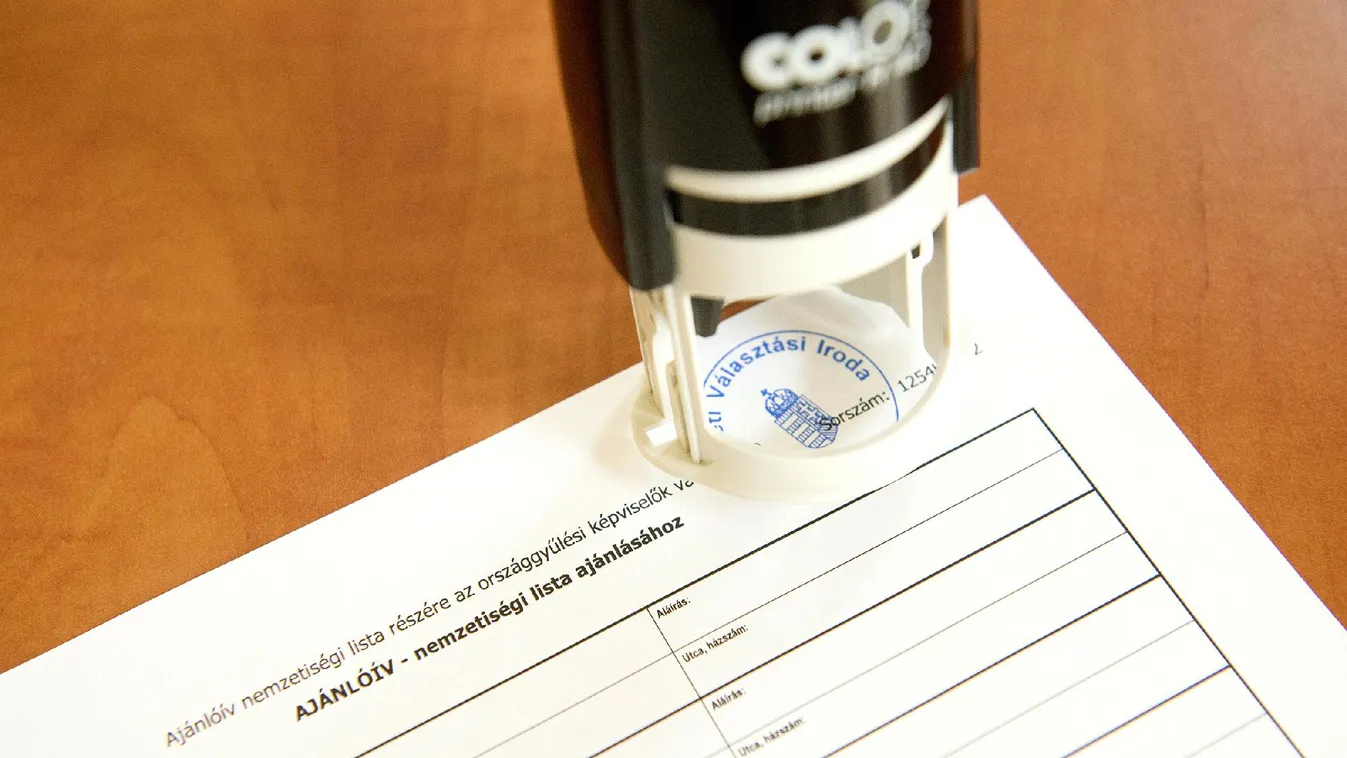 COLOP
printer
ti Választási Iroda
Sorszám: 1254
Ajánlóív nemzetiségi lista részére az országgyűlési képviselők vá
AJÁNLÓÍV - nemzetiségi lista ajánlásához
Aláírás:
Utca, házszám:
Aláírás:
Utca, házszám: